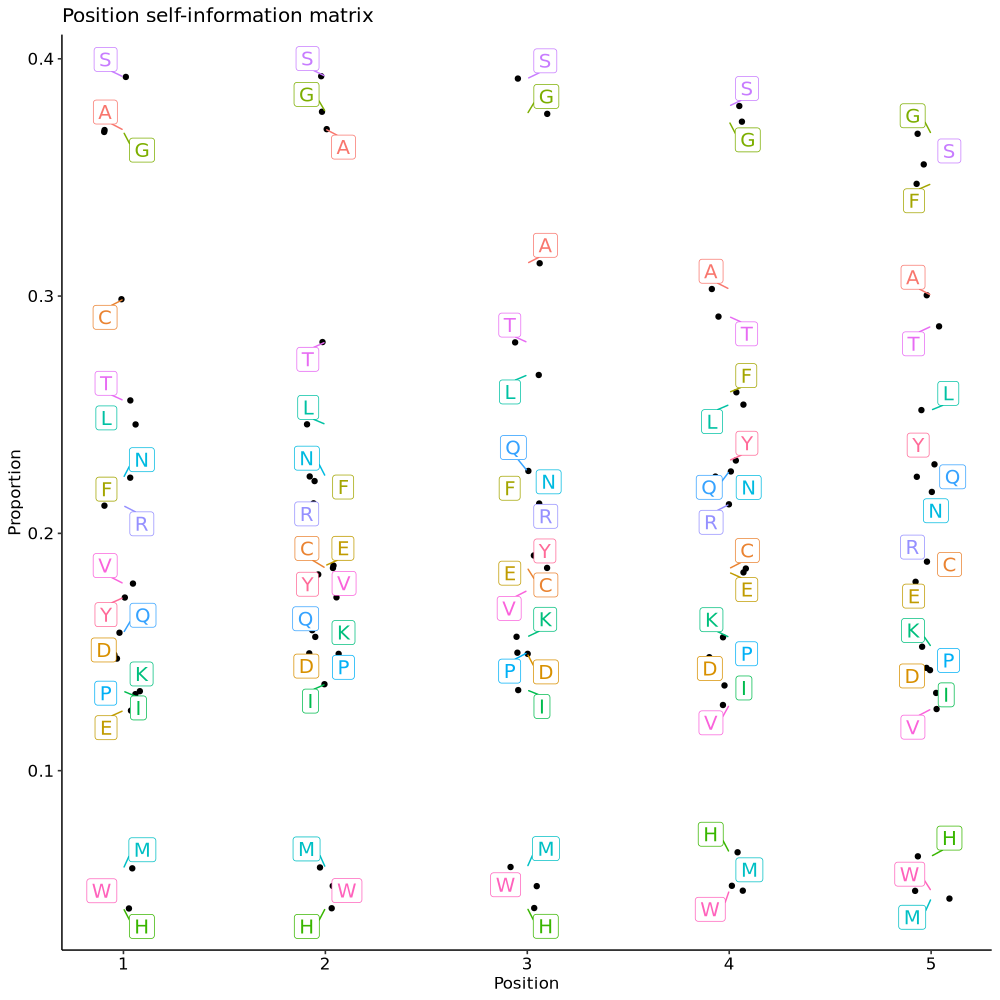 Position self-information matrix
S S S S G
A G G G S
G A F
A A A
C T T T T
T L L F L
L N Q L Y
N F F Y Q
F R N Q N N
R C E R R R
V Y V Y C C
Y Q E C E E
Q K V K K
D D P K P P
K I P D D D
P I I I
I V V
E
M M M H H
W W W M W
H H H W M
0.4
0.3
0.2
0.1
Proportion
1 2 3 4 5
Position